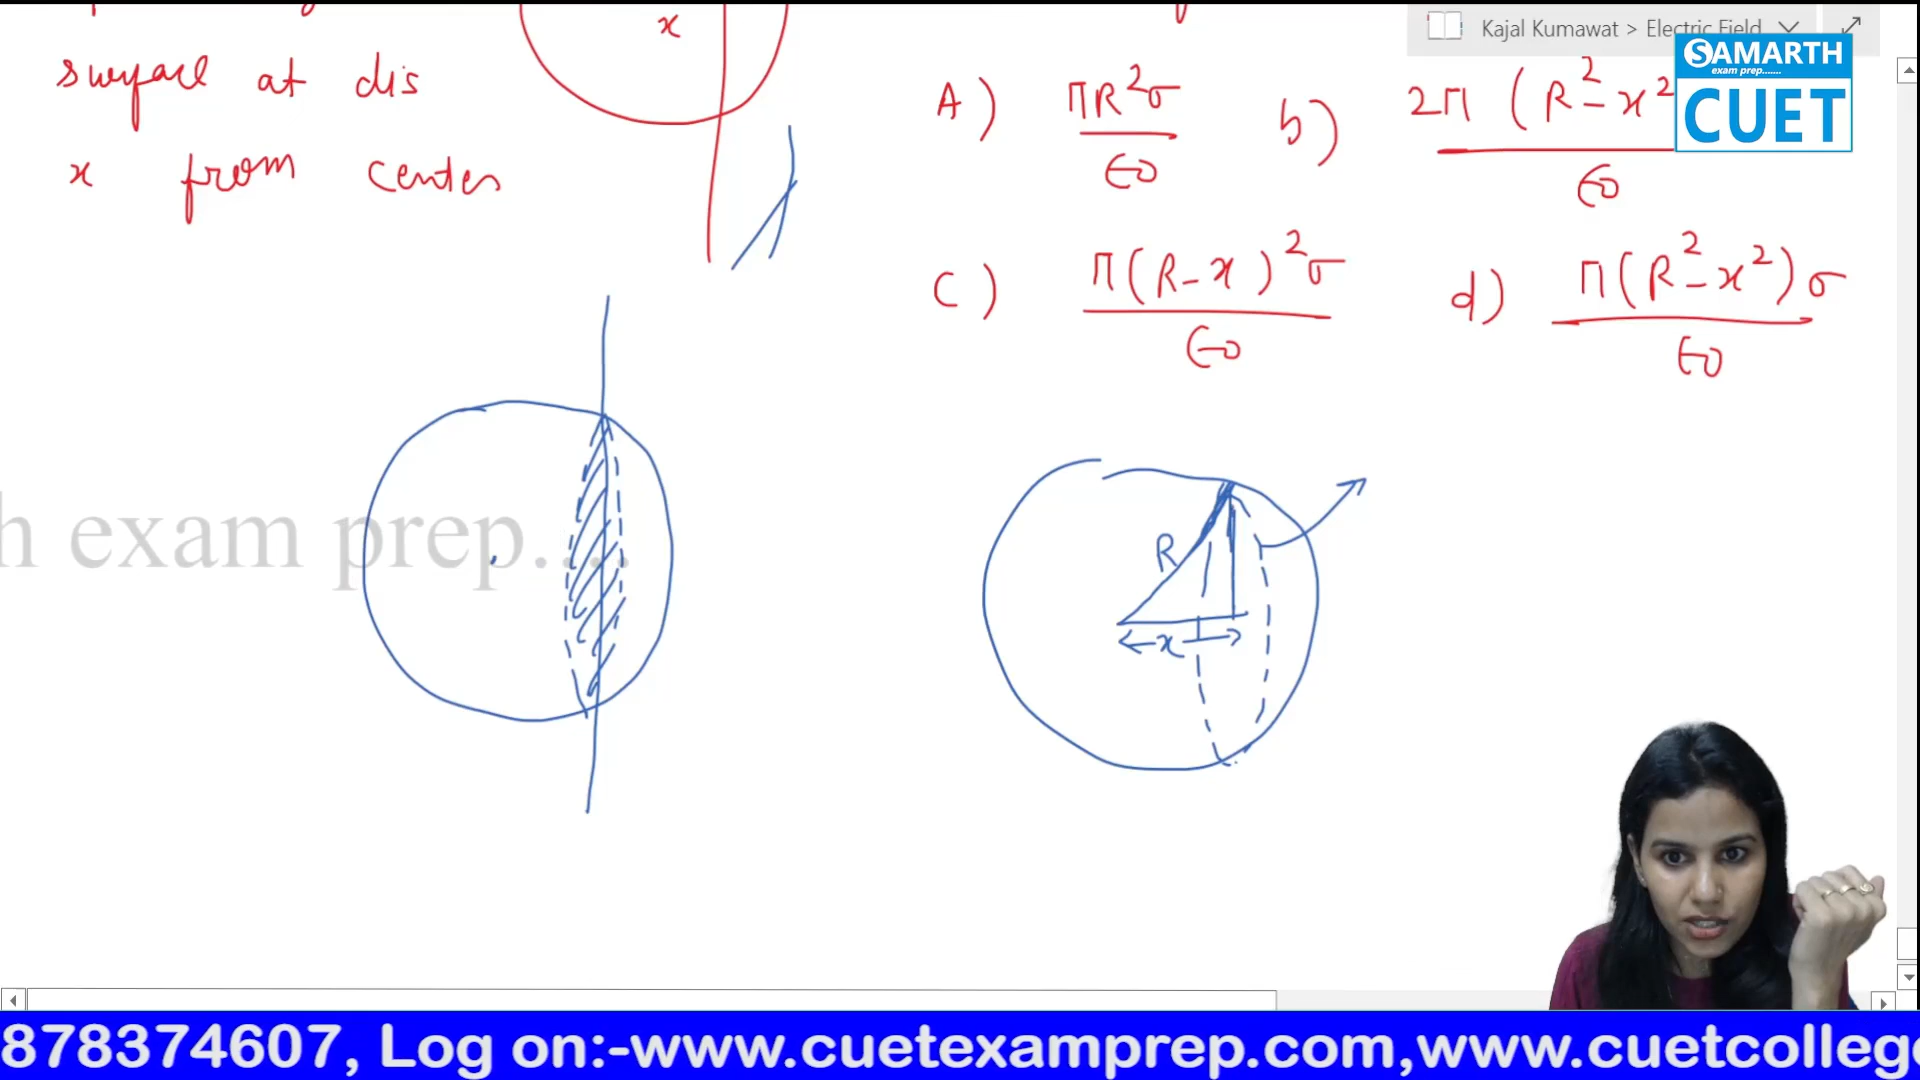 x
Kajal Kumawat > Electric Field
SAMARTH
exam prep.......
CUET
surface at dis
x from center
A) πR²σ / ε0
b) 2π (R²-x²
ε0
c) π(R-x)²σ / ε0
d) π(R²-x²)σ / ε0
h exam prep....
R
x
878374607, Log on:-www.cuetexamprep.com,www.cuetcollege